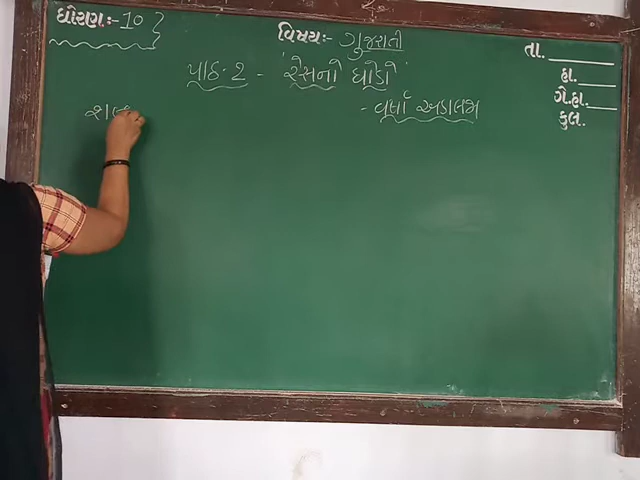 ધોરણ:- 10
વિષય:- ગુજરાતી
તા.
હા.
ગે.હા.
કુલ.
પાઠ-2 - 'રેસનો ઘોડો'
- વર્ષા અડાલજા